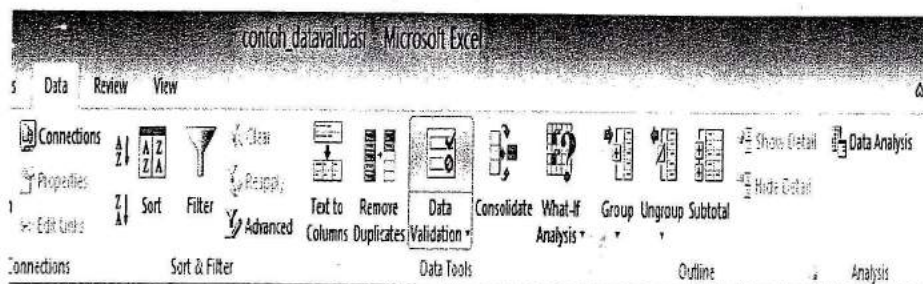 contoh_datavalidasi - Microsoft Excel
s Data Review View
Connections
Properties
Edit Links
Connections
Sort
Filter
Clear
Reapply
Advanced
Sort & Filter
Text to
Columns
Remove
Duplicates
Data
Validation
Consolidate
What-If
Analysis
Data Tools
Group
Ungroup
Subtotal
Show Detail
Hide Detail
Outline
Data Analysis
Analysis